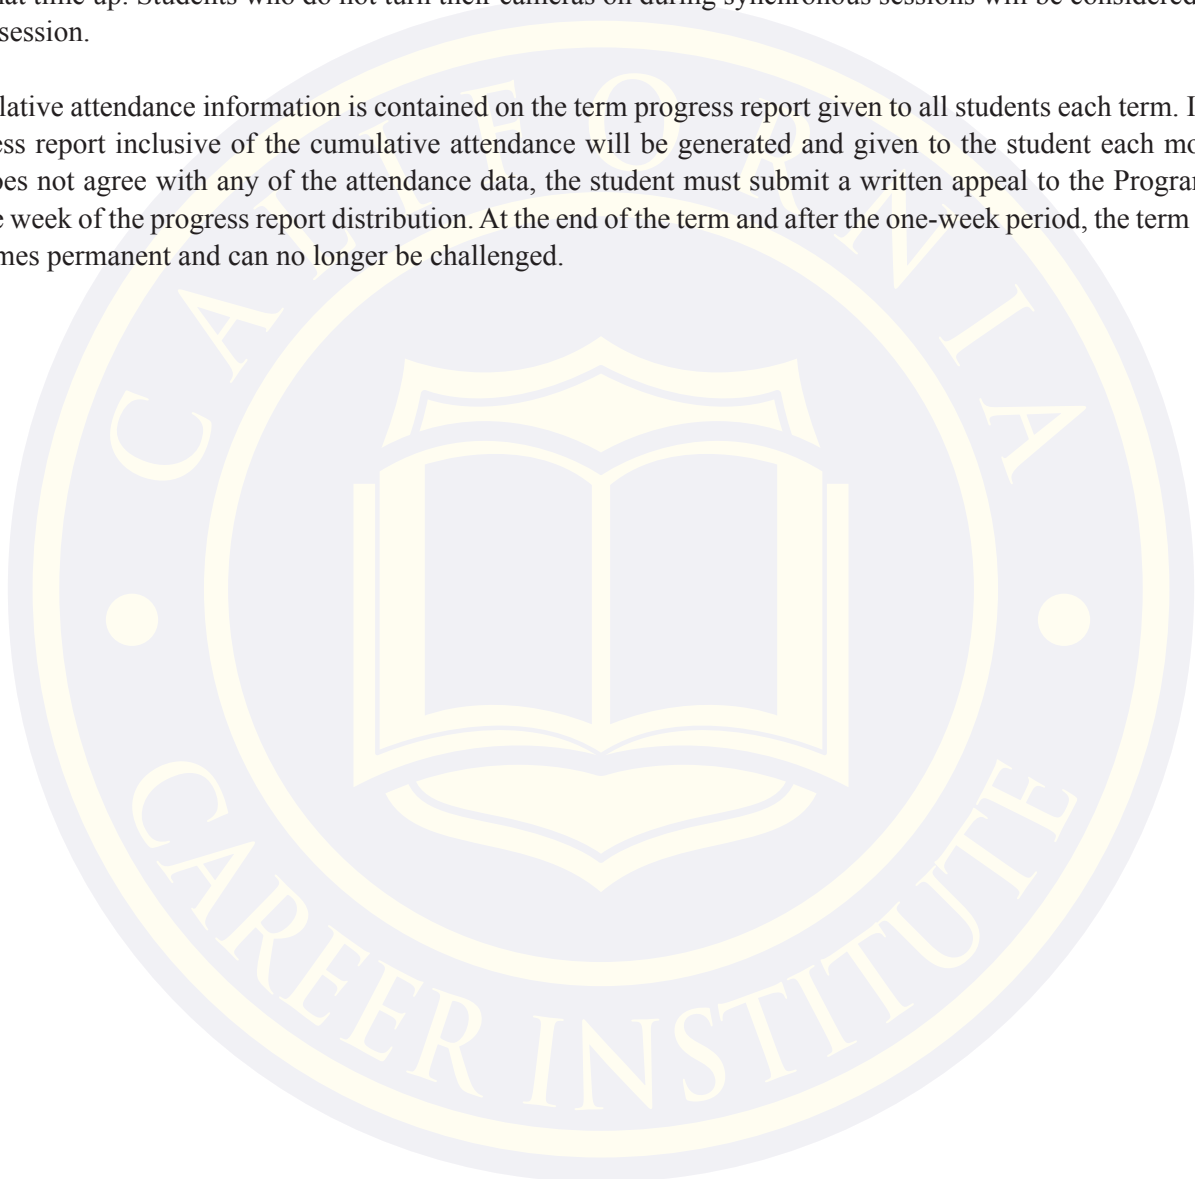 at time up. Students who do not turn their cameras on during synchronous sessions will be considered
session.
lative attendance information is contained on the term progress report given to all students each term. I
ess report inclusive of the cumulative attendance will be generated and given to the student each mo
oes not agree with any of the attendance data, the student must submit a written appeal to the Program
e week of the progress report distribution. At the end of the term and after the one-week period, the term
mes permanent and can no longer be challenged.
CALIFORNIA
CAREER INSTITUTE